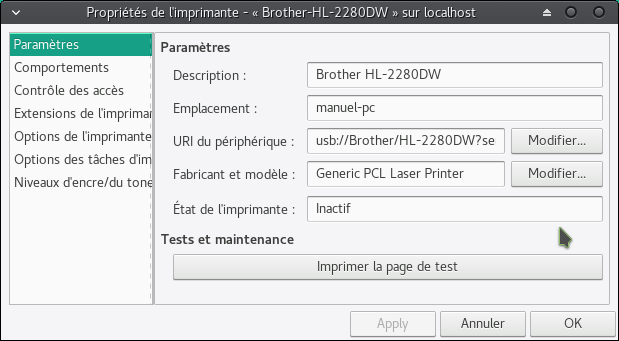 Propriétés de l'imprimante - « Brother-HL-2280DW » sur localhost
Paramètres
Comportements
Contrôle des accès
Extensions de l'imprimar
Options de l'imprimante
Options des tâches d'im
Niveaux d'encre/du tone
Paramètres
Description : Brother HL-2280DW
Emplacement : manuel-pc
URI du périphérique : usb://Brother/HL-2280DW?se Modifier...
Fabricant et modèle : Generic PCL Laser Printer Modifier...
État de l'imprimante : Inactif
Tests et maintenance
Imprimer la page de test
Apply Annuler OK